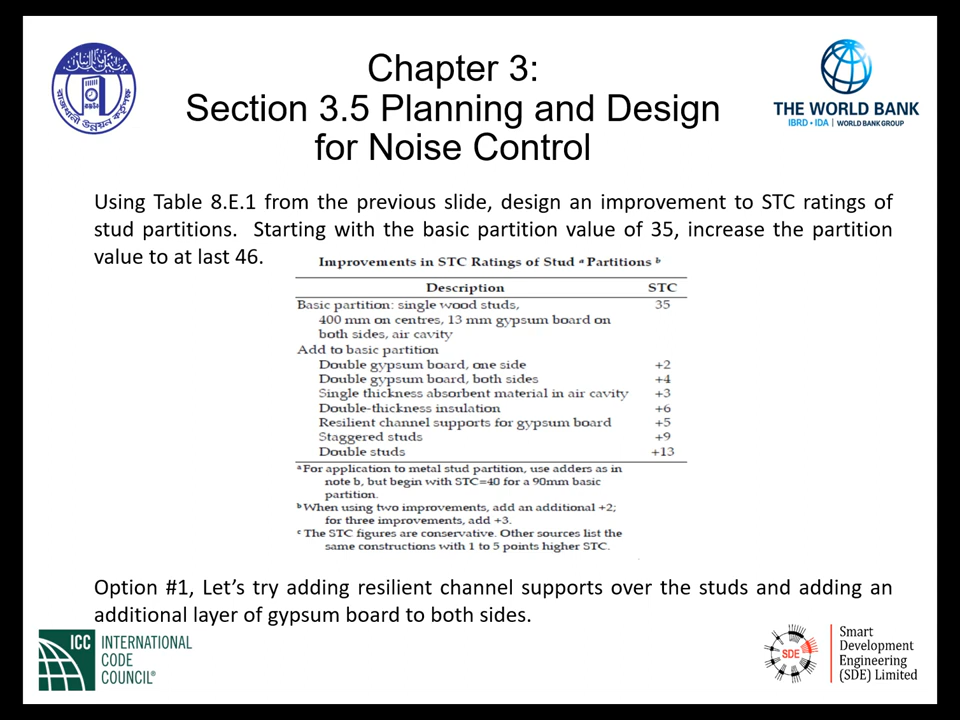 Chapter 3:
Section 3.5 Planning and Design
for Noise Control
THE WORLD BANK
IBRD • IDA | WORLD BANK GROUP
Using Table 8.E.1 from the previous slide, design an improvement to STC ratings of
stud partitions. Starting with the basic partition value of 35, increase the partition
value to at last 46.
Improvements in STC Ratings of Stud ᵃ Partitions ᵇ
Description STC
Basic partition: single wood studs, 35
400 mm on centres, 13 mm gypsum board on
both sides, air cavity
Add to basic partition
Double gypsum board, one side +2
Double gypsum board, both sides +4
Single thickness absorbent material in air cavity +3
Double-thickness insulation +6
Resilient channel supports for gypsum board +5
Staggered studs +9
Double studs +13
ᵃ For application to metal stud partition, use adders as in
note b, but begin with STC=40 for a 90mm basic
partition.
ᵇ When using two improvements, add an additional +2;
for three improvements, add +3.
ᶜ The STC figures are conservative. Other sources list the
same constructions with 1 to 5 points higher STC.
Option #1, Let’s try adding resilient channel supports over the studs and adding an
additional layer of gypsum board to both sides.
ICC INTERNATIONAL
CODE
COUNCIL®
SDE
Smart
Development
Engineering
(SDE) Limited